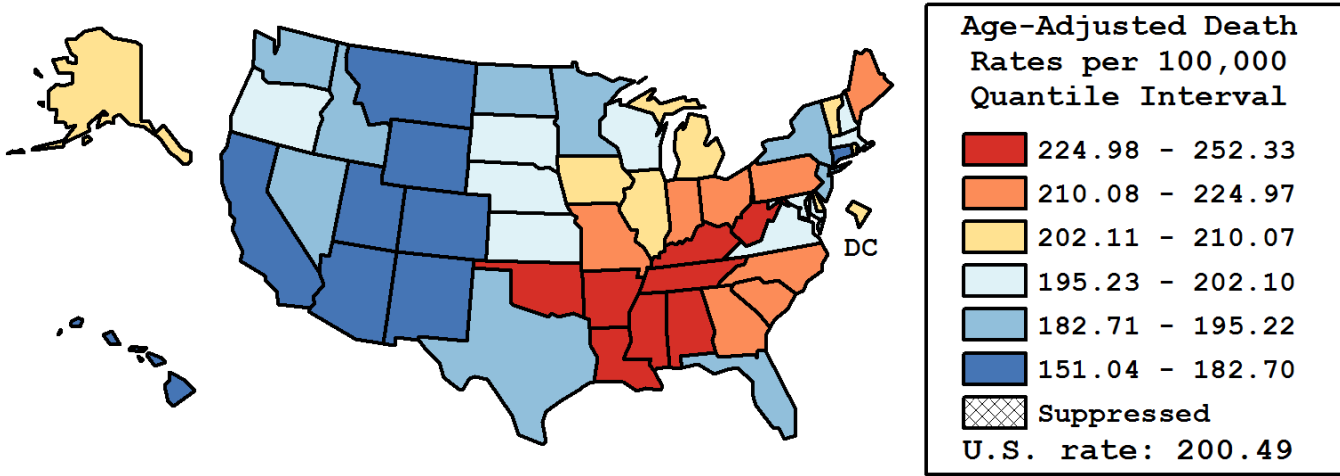 DC
Age-Adjusted Death
Rates per 100,000
Quantile Interval
224.98 - 252.33
210.08 - 224.97
202.11 - 210.07
195.23 - 202.10
182.71 - 195.22
151.04 - 182.70
Suppressed
U.S. rate: 200.49